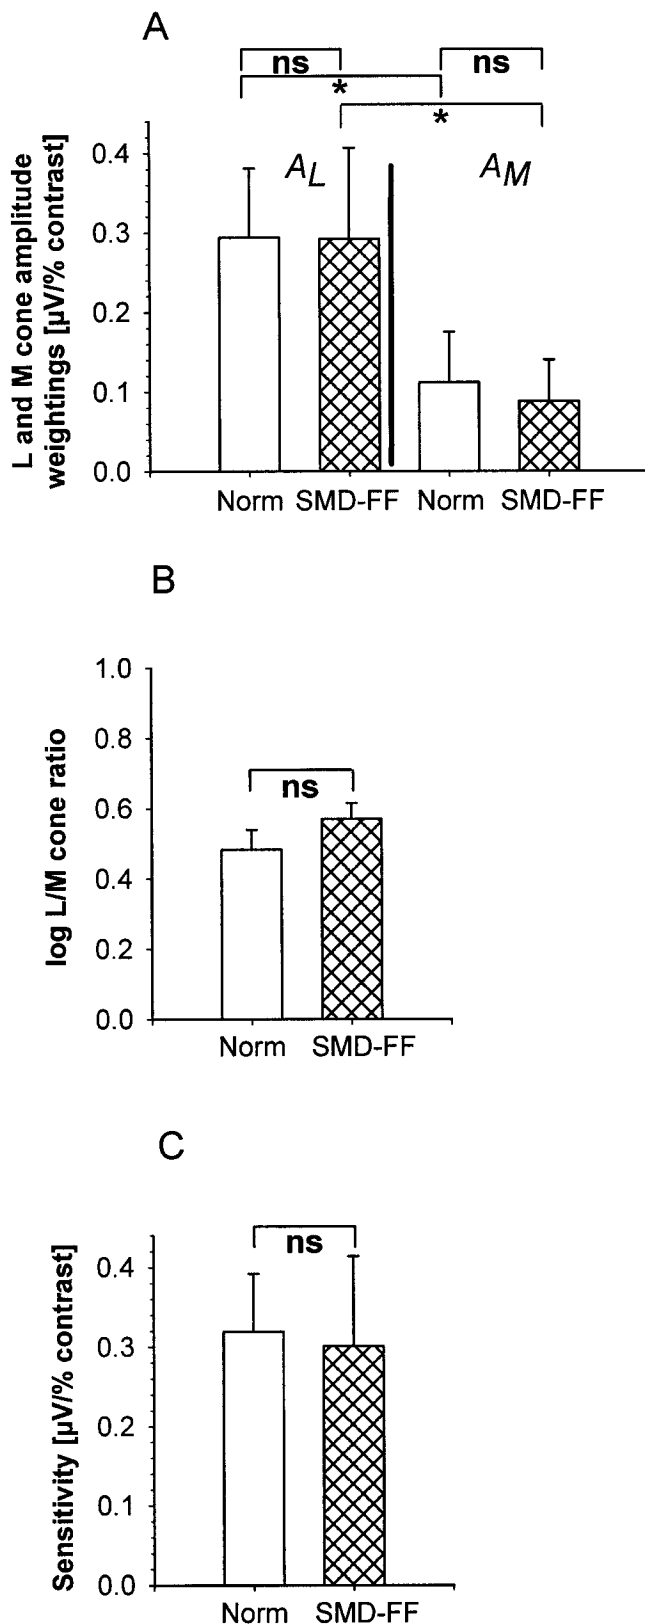 A
ns
ns
*
*
L and M cone amplitude
weightings [µV/% contrast]
0.4
0.3
0.2
0.1
0.0
AL
AM
Norm SMD-FF Norm SMD-FF
B
log L/M cone ratio
1.0
0.8
0.6
0.4
0.2
0.0
ns
Norm SMD-FF
C
Sensitivity [µV/% contrast]
0.4
0.3
0.2
0.1
0.0
ns
Norm SMD-FF